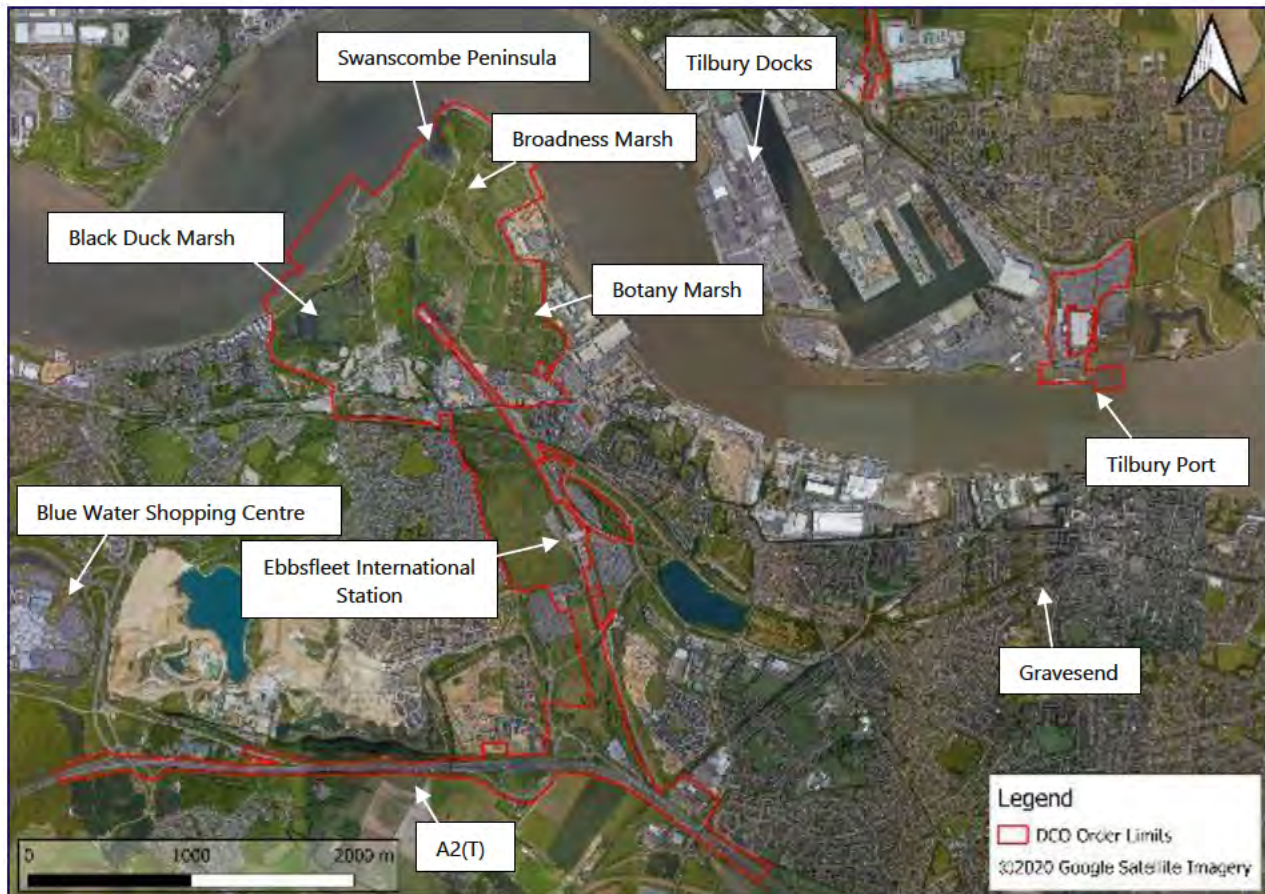 Swanscombe Peninsula
Tilbury Docks
Broadness Marsh
Black Duck Marsh
Botany Marsh
Tilbury Port
Blue Water Shopping Centre
Ebbsfleet International
Station
Gravesend
A2(T)
0 1000 2000 m
Legend
DCO Order Limits
©2020 Google Satellite Imagery